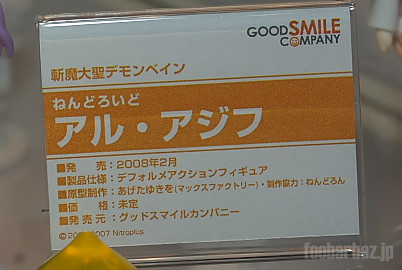 GOOD SMILE
COMPANY
斬魔大聖デモンベイン
ねんどろいど
アル・アジフ
■発　売：2008年2月
■製品仕様：デフォルメアクションフィギュア
■原型制作：あげたゆきを(マックスファクトリー)・制作協力：ねんどろん
■価　格：未定
■発売元：グッドスマイルカンパニー
2007 Nitroplus
foobarbaz.jp